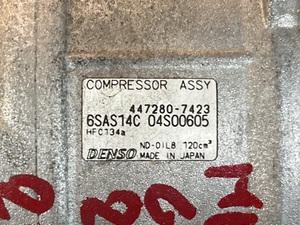 COMPRESSOR ASSY
447280-7423
6SAS14C 04S00605
HFC134a
ND-OIL8 120cm³
DENSO MADE IN JAPAN